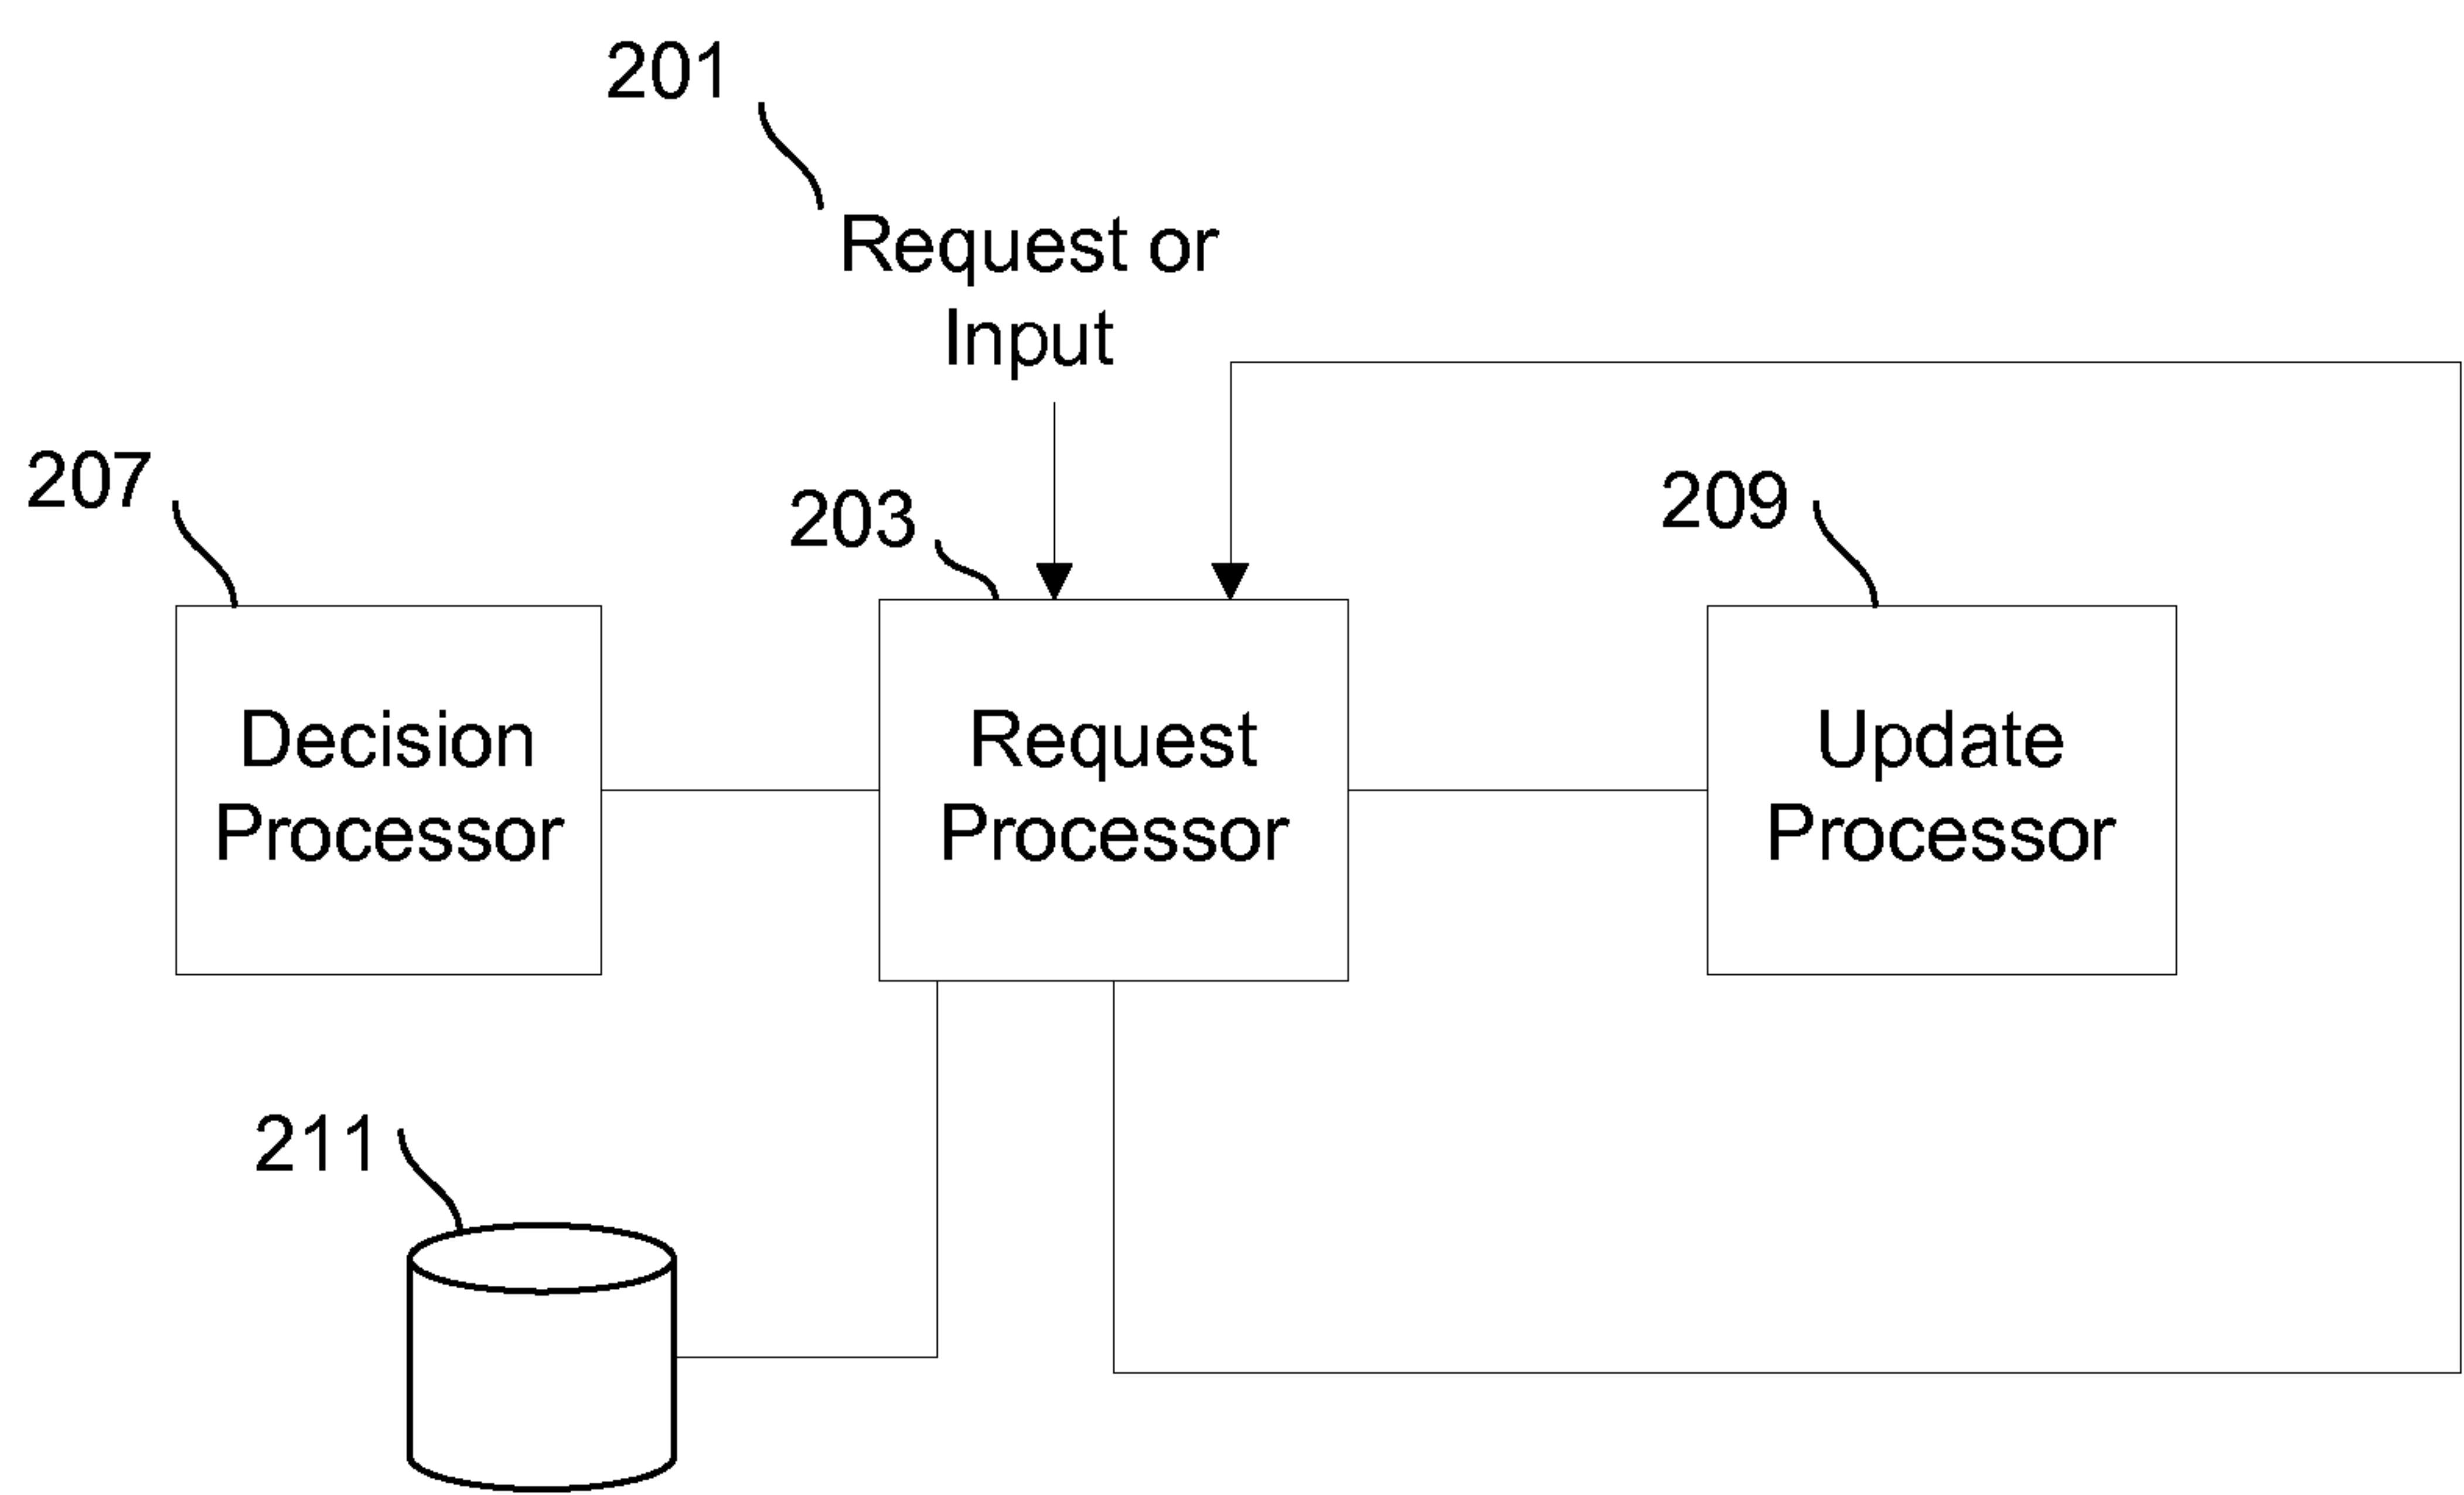 201
Request or
Input
207
203
209
Decision
Processor
Request
Processor
Update
Processor
211